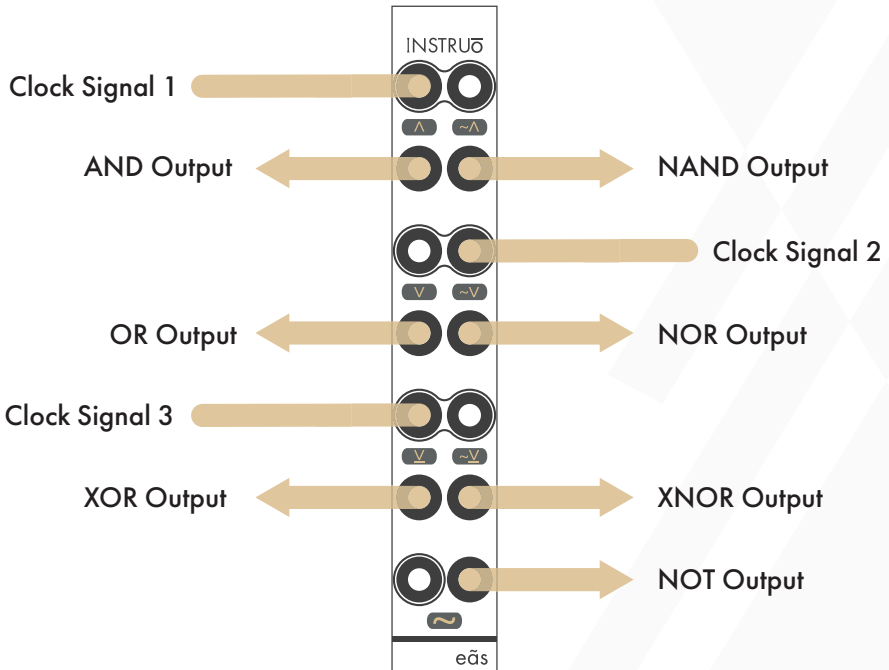 INSTRUō
Clock Signal 1
∧ ~∧
AND Output NAND Output
Clock Signal 2
∨ ~∨
OR Output NOR Output
Clock Signal 3
⊻ ~⊻
XOR Output XNOR Output
NOT Output
~
eãs